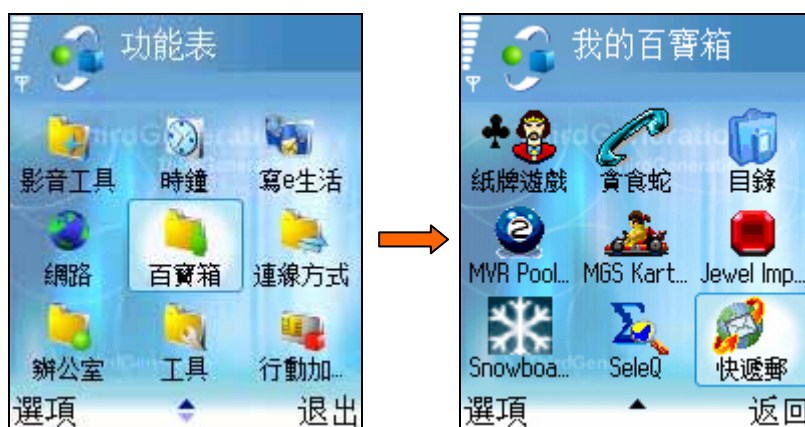 功能表
影音工具 時鐘 寫e生活
網路 百寶箱 連線方式
辦公室 工具 行動加...
選項 退出
我的百寶箱
紙牌遊戲 貪食蛇 目錄
MVR Pool... MGS Kart... Jewel Imp...
Snowboa... SeleQ 快遞郵
選項 返回